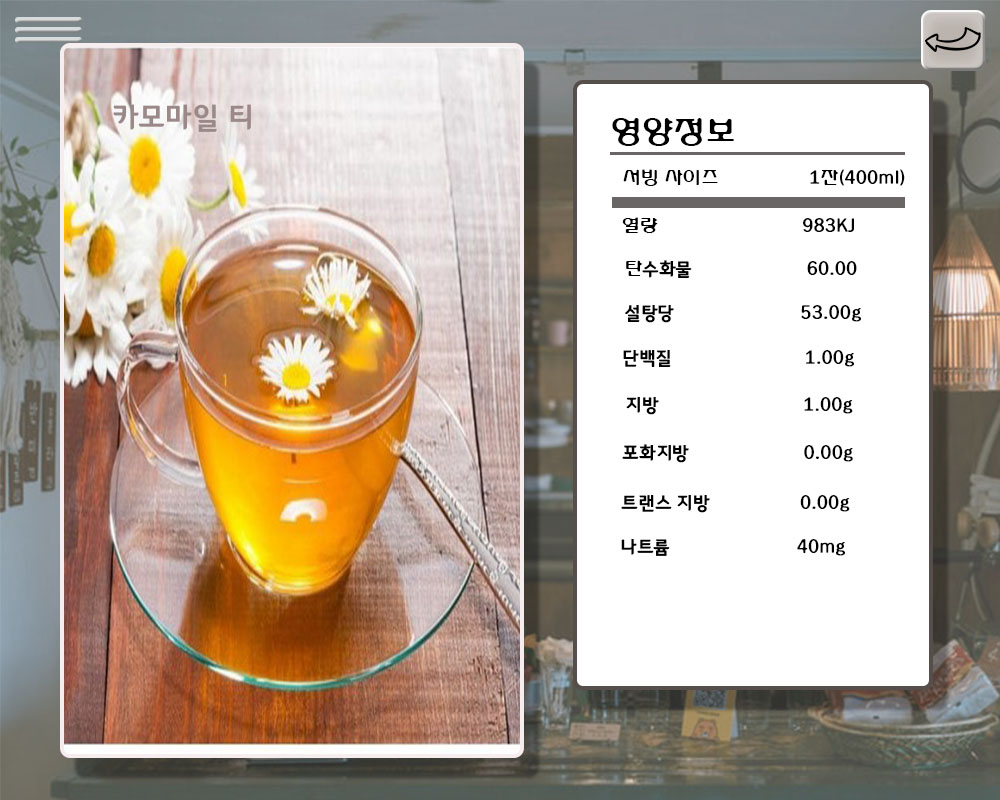 카모마일 티
영양정보
서빙 사이즈 1잔(400ml)
열량 983KJ
탄수화물 60.00
설탕당 53.00g
단백질 1.00g
지방 1.00g
포화지방 0.00g
트랜스 지방 0.00g
나트륨 40mg